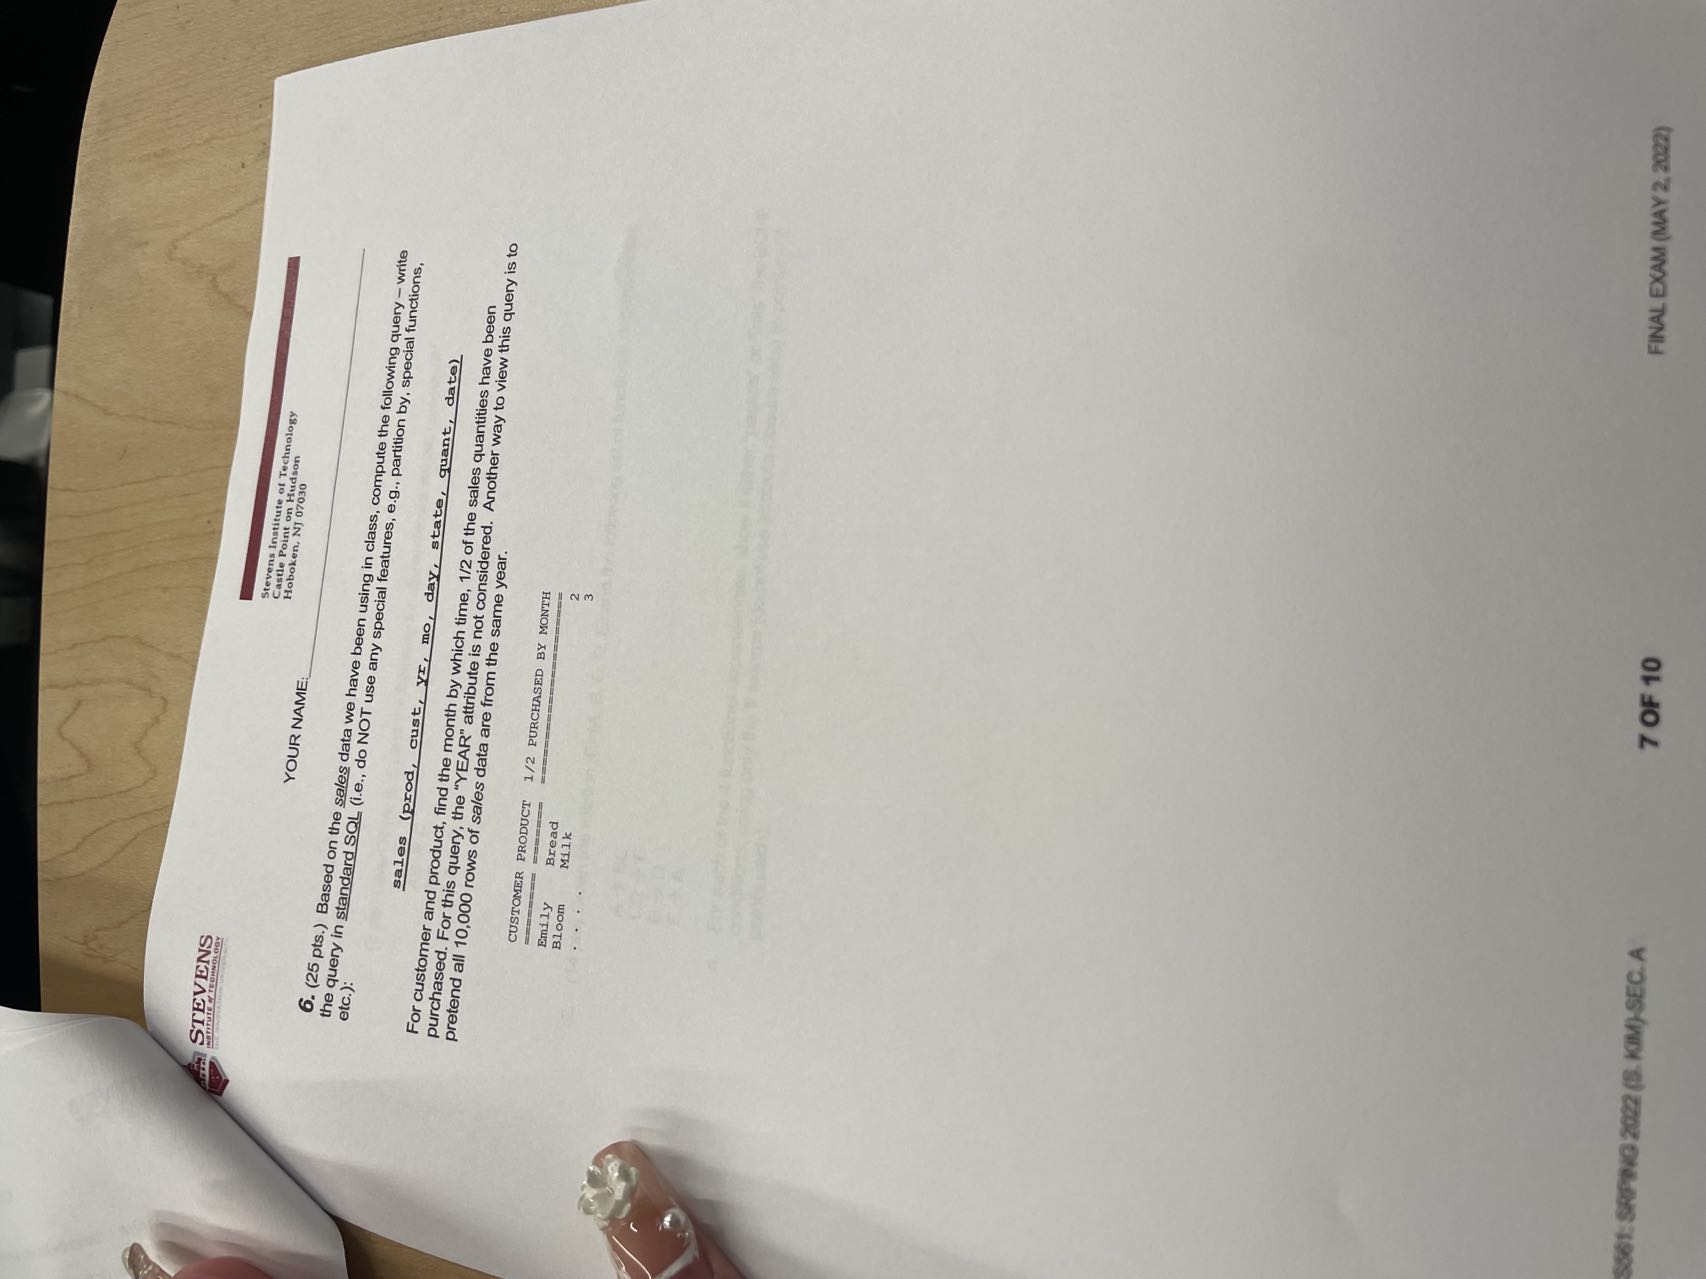 STEVENS
INSTITUTE of TECHNOLOGY
Stevens Institute of Technology
Castle Point on Hudson
Hoboken, NJ 07030
YOUR NAME:
6. (25 pts.) Based on the sales data we have been using in class, compute the following query – write
the query in standard SQL (i.e., do NOT use any special features, e.g., partition by, special functions,
etc.):
sales (prod, cust, yr, mo, day, state, quant, date)
For customer and product, find the month by which time, 1/2 of the sales quantities have been
purchased. For this query, the “YEAR” attribute is not considered. Another way to view this query is to
pretend all 10,000 rows of sales data are from the same year.
CUSTOMER PRODUCT 1/2 PURCHASED BY MONTH
======== ======= ======================
Emily Bread 2
Bloom Milk 3
. . . .
S561: SRPING 2022 (S. KIM)-SEC. A
7 OF 10
FINAL EXAM (MAY 2, 2022)